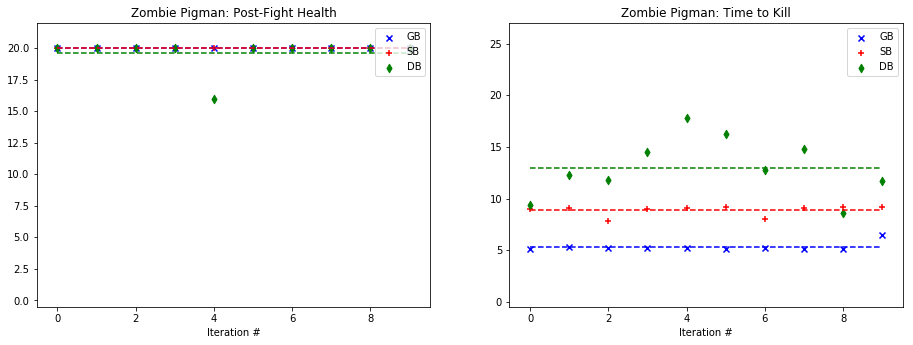 Zombie Pigman: Post-Fight Health
20.0
17.5
15.0
12.5
10.0
7.5
5.0
2.5
0.0
0 2 4 6 8
Iteration #
GB
SB
DB
Zombie Pigman: Time to Kill
25
20
15
10
5
0
0 2 4 6 8
Iteration #
GB
SB
DB